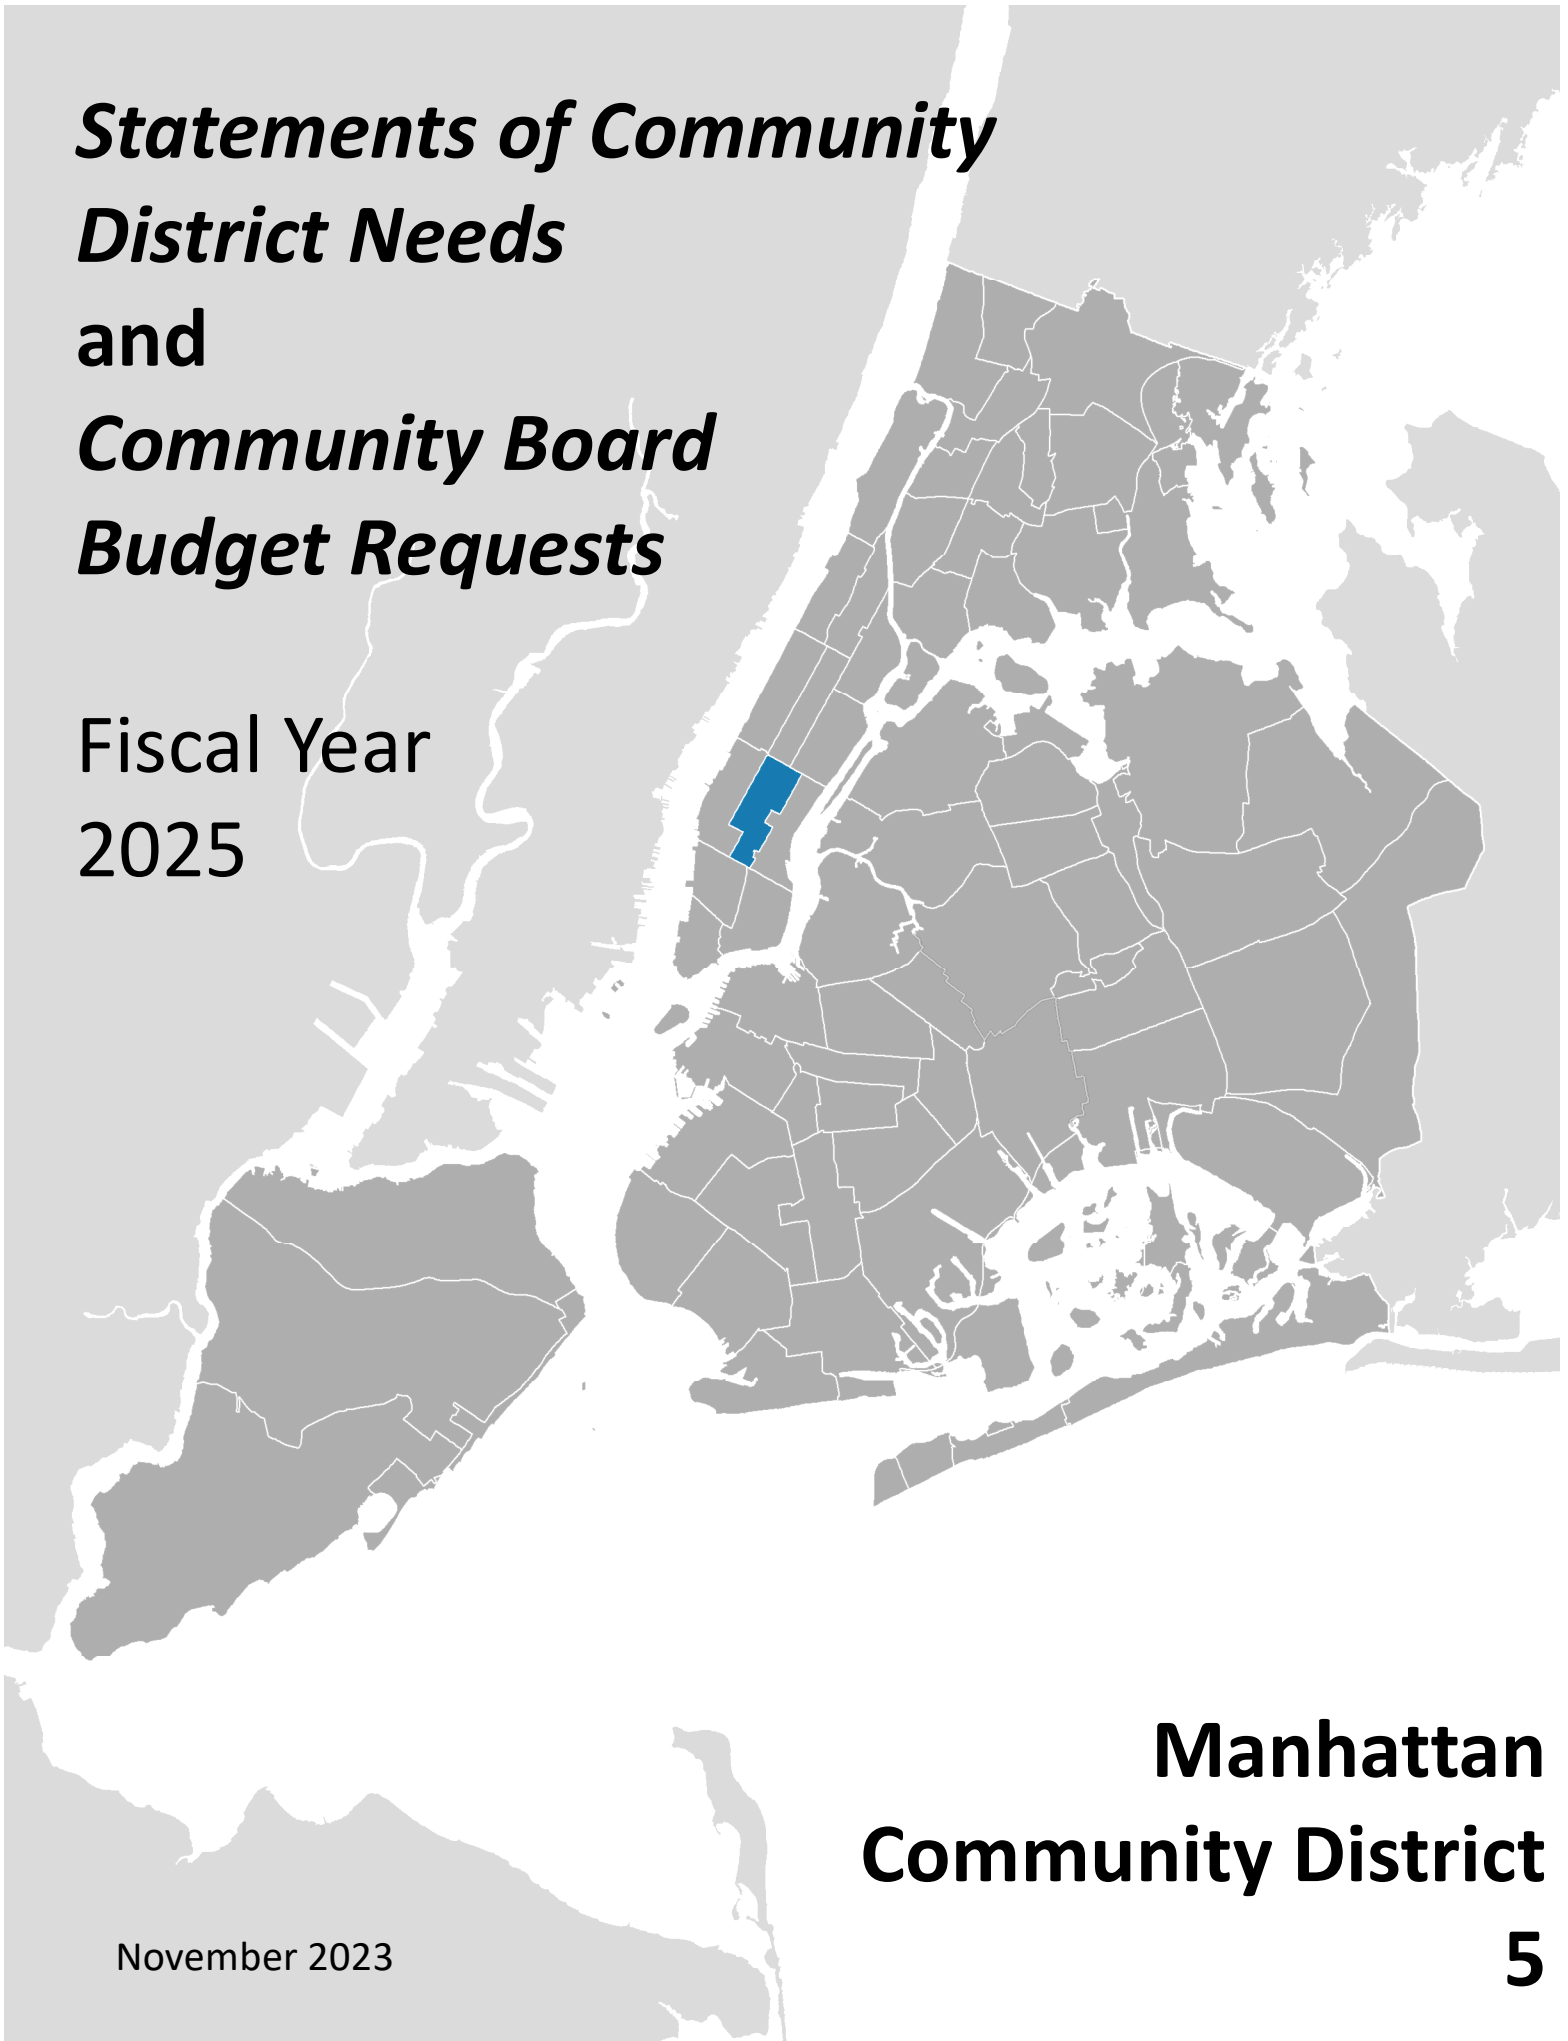 Statements of Community
District Needs
and
Community Board
Budget Requests
Fiscal Year
2025
Manhattan
Community District
5
November 2023